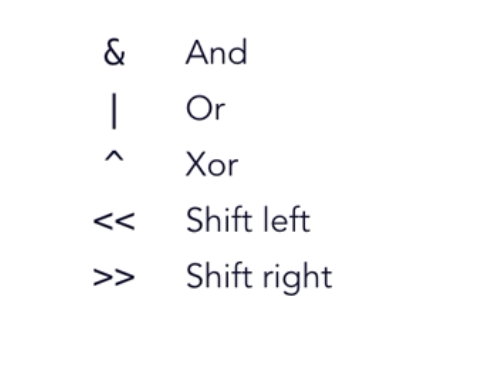 & And
| Or
^ Xor
<< Shift left
>> Shift right